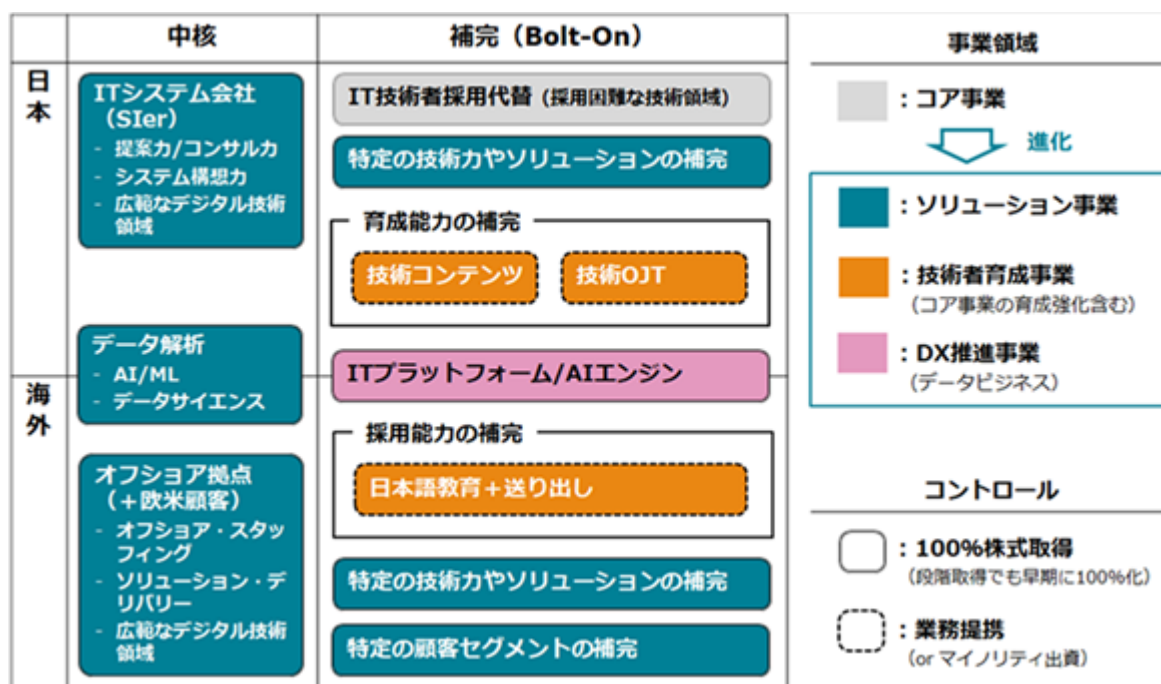 中核
補完（Bolt-On）
日本
ITシステム会社
（SIer）
- 提案力/コンサル力
- システム構想力
- 広範なデジタル技術
領域
IT技術者採用代替（採用困難な技術領域）
特定の技術力やソリューションの補完
育成能力の補完
技術コンテンツ
技術OJT
データ解析
- AI/ML
- データサイエンス
ITプラットフォーム/AIエンジン
海外
オフショア拠点
（＋欧米顧客）
- オフショア・スタッ
フィング
- ソリューション・デ
リバリー
- 広範なデジタル技術
領域
採用能力の補完
日本語教育＋送り出し
特定の技術力やソリューションの補完
特定の顧客セグメントの補完
事業領域
：コア事業
進化
：ソリューション事業
：技術者育成事業
（コア事業の育成強化含む）
：DX推進事業
（データビジネス）
コントロール
：100%株式取得
（段階取得でも早期に100%化）
：業務提携
（or マイノリティ出資）